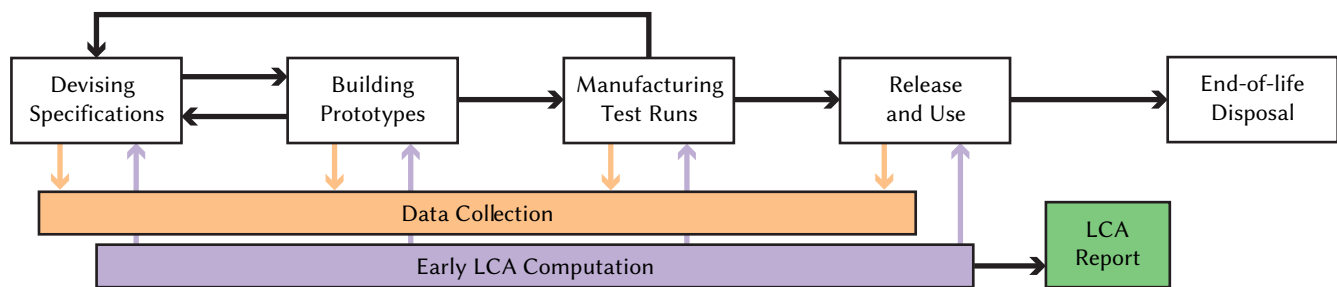 Devising
Specifications
Building
Prototypes
Manufacturing
Test Runs
Release
and Use
End-of-life
Disposal
Data Collection
Early LCA Computation
LCA
Report